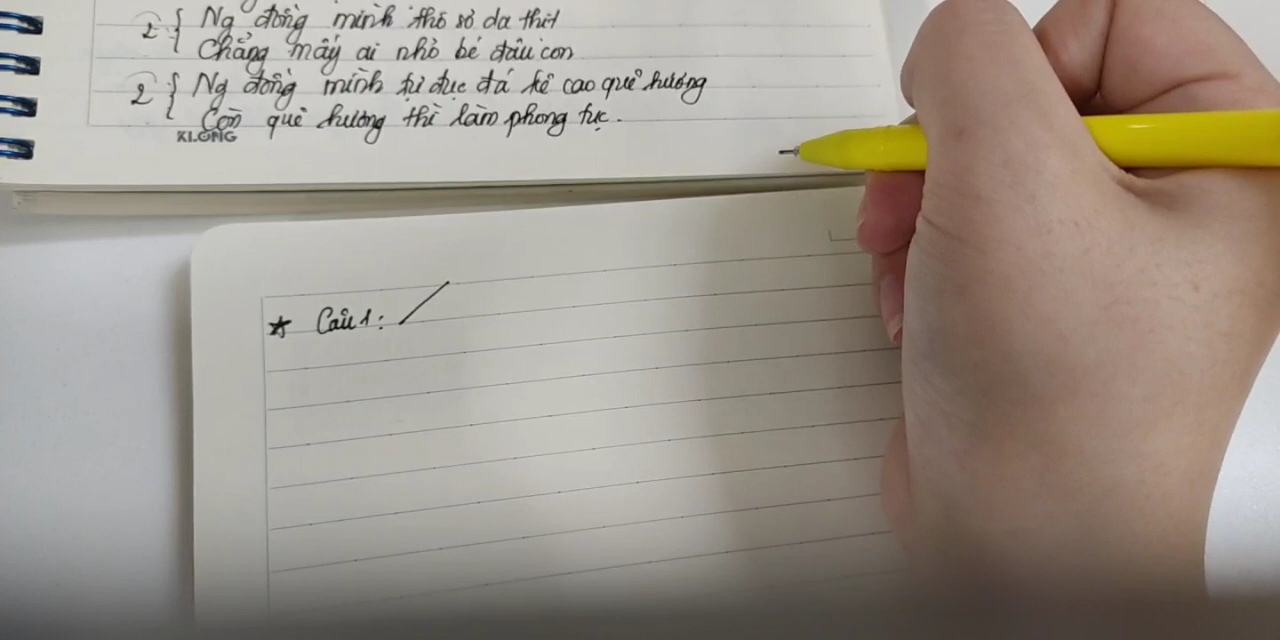 2 { Ng đồng mình thô sơ da thịt
Chẳng mấy ai nhỏ bé đâu con
2 { Ng đồng mình tự đục đá kê cao quê hương
Còn quê hương thì làm phong tục.
KLONG
* Câu 1: /